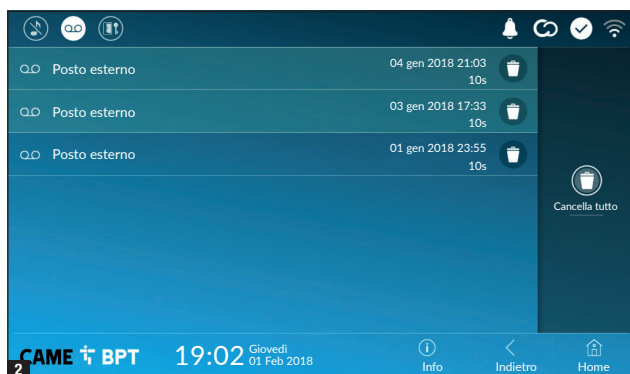 Posto esterno
04 gen 2018 21:03
10s
Posto esterno
03 gen 2018 17:33
10s
Posto esterno
01 gen 2018 23:55
10s
Cancella tutto
CAME BPT
19:02
Giovedì
01 Feb 2018
Info
Indietro
Home
2